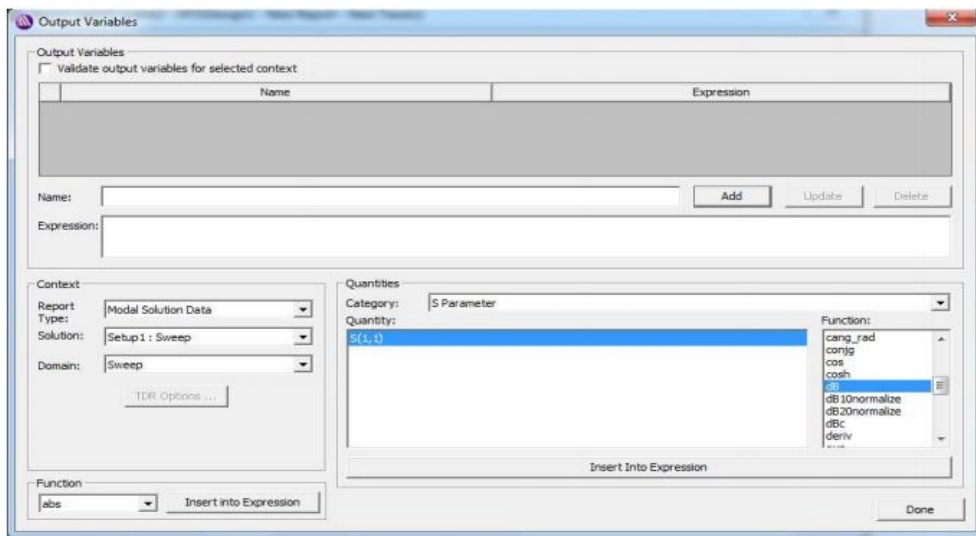 Output Variables
Output Variables
Validate output variables for selected context
Name Expression
Name: Add Update Delete
Expression:
Context
Report Type: Modal Solution Data
Solution: Setup1 : Sweep
Domain: Sweep
TDR Options ...
Quantities
Category: S Parameter
Quantity: Function:
S(1,1)
cang_rad
conjg
cos
cosh
dB
dB10normalize
dB20normalize
dBc
deriv
Insert Into Expression
Function
abs Insert into Expression
Done